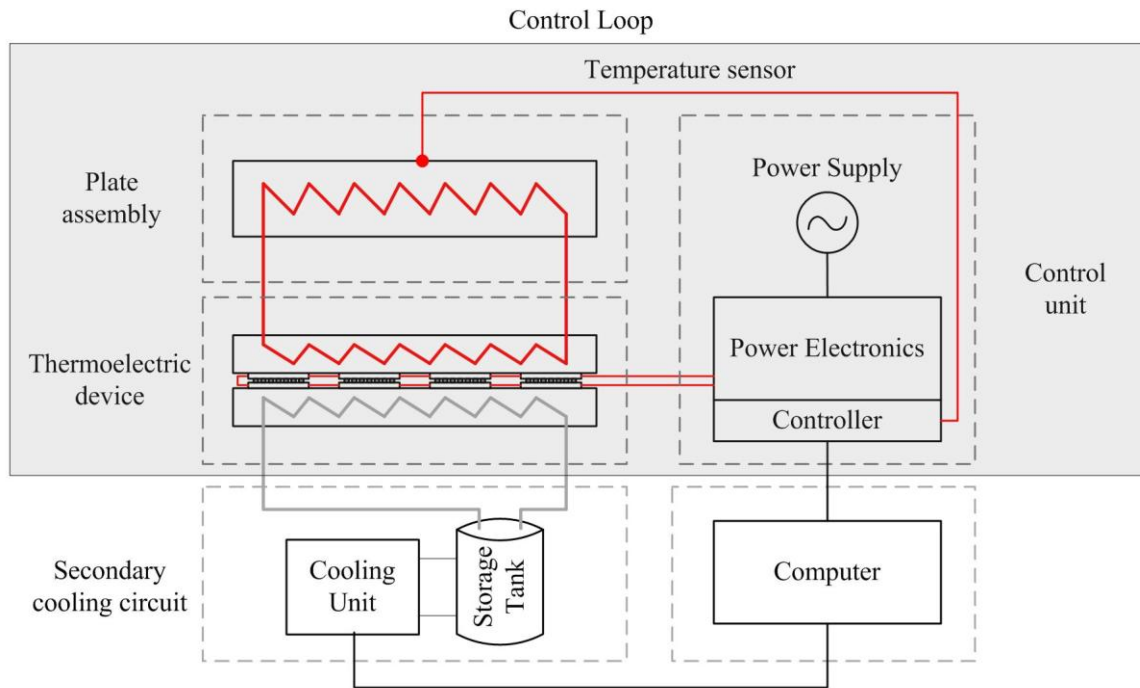 Control Loop
Temperature sensor
Plate
assembly
Power Supply
Control
unit
Thermoelectric
device
Power Electronics
Controller
Secondary
cooling circuit
Cooling
Unit
Storage
Tank
Computer